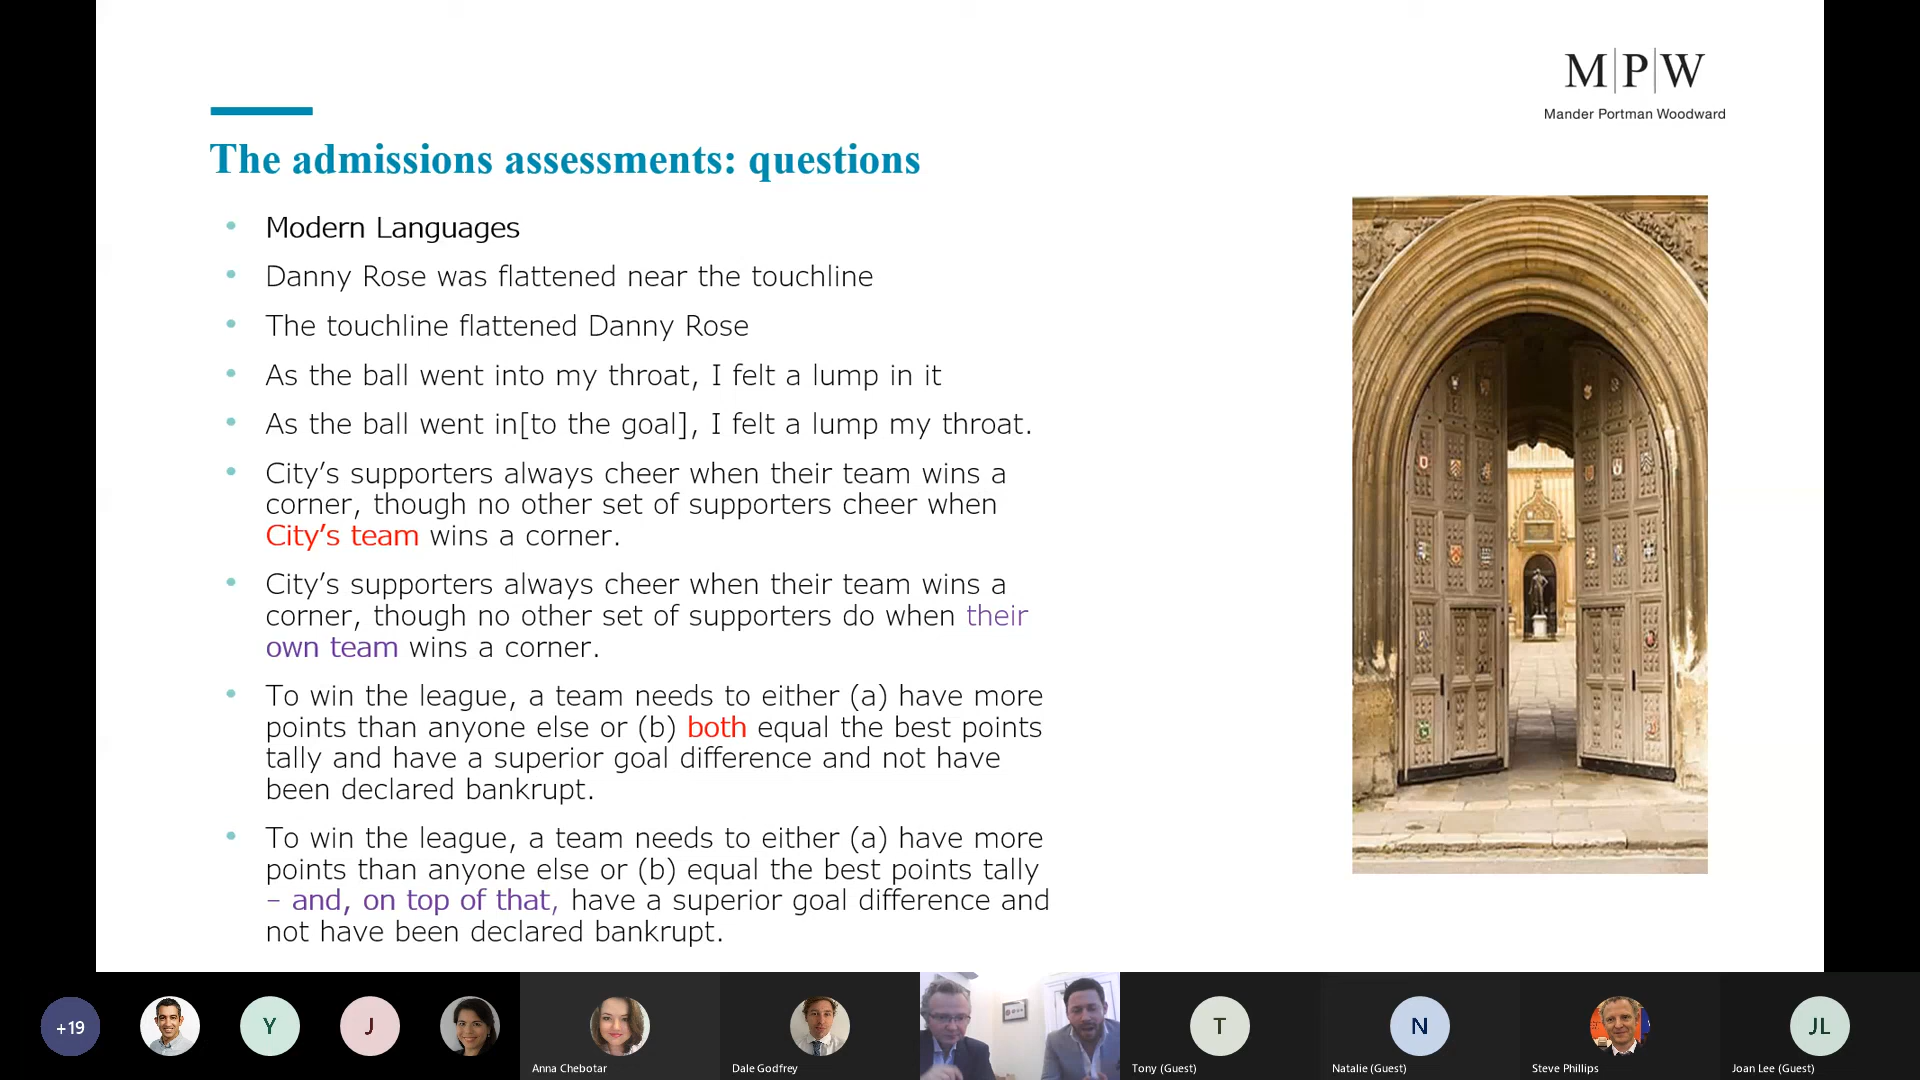 M|P|W
Mander Portman Woodward
The admissions assessments: questions
• Modern Languages
• Danny Rose was flattened near the touchline
• The touchline flattened Danny Rose
• As the ball went into my throat, I felt a lump in it
• As the ball went in[to the goal], I felt a lump my throat.
• City’s supporters always cheer when their team wins a
corner, though no other set of supporters cheer when
City’s team wins a corner.
• City’s supporters always cheer when their team wins a
corner, though no other set of supporters do when their
own team wins a corner.
• To win the league, a team needs to either (a) have more
points than anyone else or (b) both equal the best points
tally and have a superior goal difference and not have
been declared bankrupt.
• To win the league, a team needs to either (a) have more
points than anyone else or (b) equal the best points tally
– and, on top of that, have a superior goal difference and
not have been declared bankrupt.
+19
Y
J
Anna Chebotar
Dale Godfrey
T
Tony (Guest)
N
Natalie (Guest)
Steve Phillips
JL
Joan Lee (Guest)